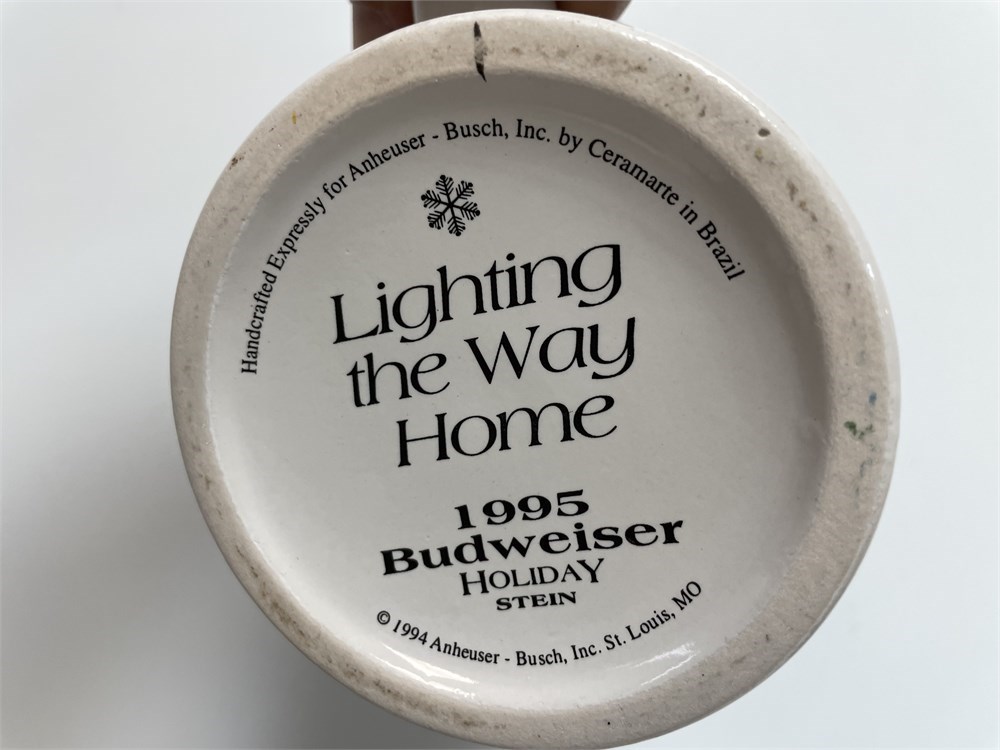 Handcrafted Expressly for Anheuser - Busch, Inc. by Ceramarte in Brazil
Lighting
the Way
Home
1995
Budweiser
HOLIDAY
STEIN
© 1994 Anheuser - Busch, Inc. St. Louis, MO